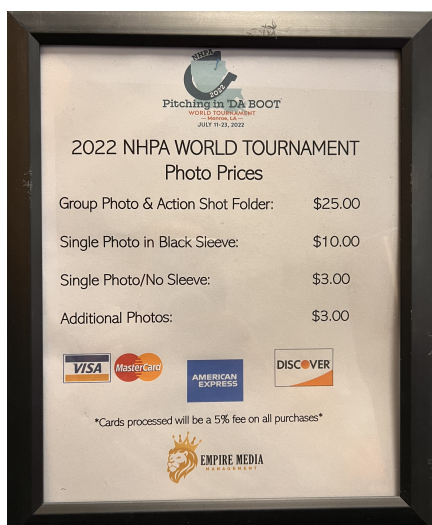 NHPA
2022
Pitching in 'DA BOOT'
WORLD TOURNAMENT
— Monroe, LA —
JULY 11-23, 2022
2022 NHPA WORLD TOURNAMENT
Photo Prices
Group Photo & Action Shot Folder: $25.00
Single Photo in Black Sleeve: $10.00
Single Photo/No Sleeve: $3.00
Additional Photos: $3.00
VISA MasterCard AMERICAN EXPRESS DISCOVER
*Cards processed will be a 5% fee on all purchases*
EMPIRE MEDIA
MANAGEMENT